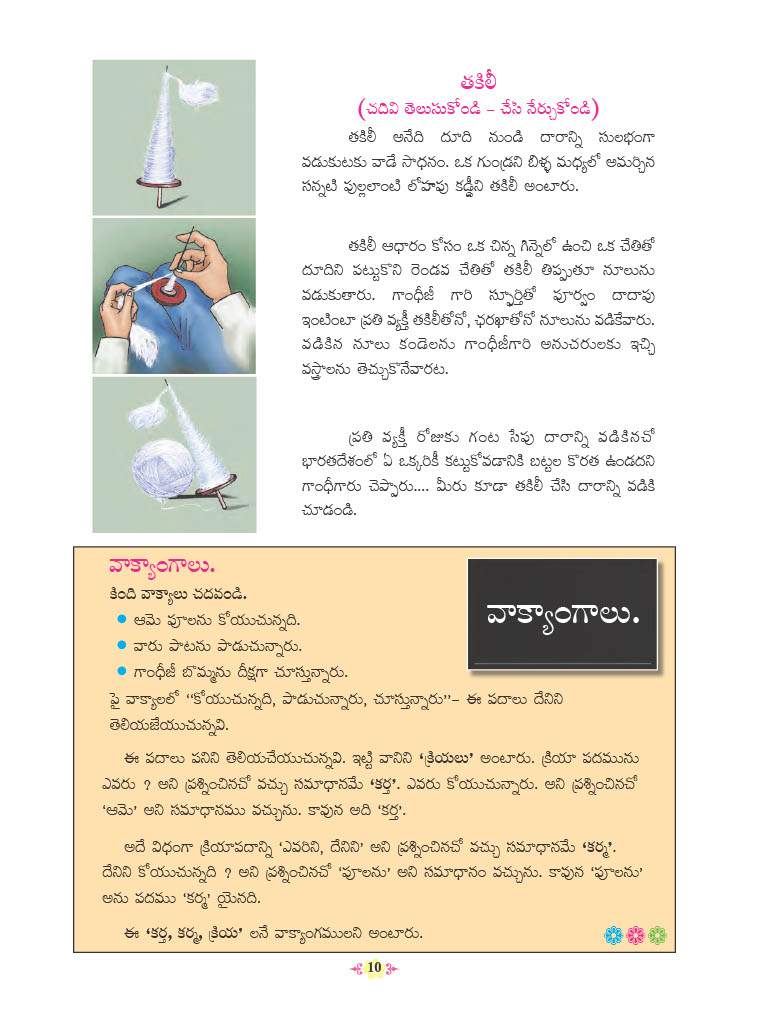 తకిలీ
(చదివి తెలుసుకోండి - చేసి నేర్చుకోండి)
తకిలీ అనేది దూది నుండి దారాన్ని సులభంగా
వడుకుటకు వాడే సాధనం. ఒక గుండ్రని బిళ్ళ మధ్యలో అమర్చిన
సన్నటి పుల్లలాంటి లోహపు కడ్డీని తకిలీ అంటారు.
తకిలీ ఆధారం కోసం ఒక చిన్న గిన్నెలో ఉంచి ఒక చేతితో
దూదిని పట్టుకొని రెండవ చేతితో తకిలీ తిప్పుతూ నూలును
వడుకుతారు. గాంధీజీ గారి స్ఫూర్తితో పూర్వం దాదాపు
ఇంటింటా ప్రతి వ్యక్తీ తకిలీతోనో, ఛరఖాతోనో నూలును వడికేవారు.
వడికిన నూలు కండెలను గాంధీజీగారి అనుచరులకు ఇచ్చి
వస్త్రాలను తెచ్చుకొనేవారట.
ప్రతి వ్యక్తీ రోజుకు గంట సేపు దారాన్ని వడికినచో
భారతదేశంలో ఏ ఒక్కరికీ కట్టుకోవడానికి బట్టల కొరత ఉండదని
గాంధీగారు చెప్పారు.... మీరు కూడా తకిలీ చేసి దారాన్ని వడికి
చూడండి.
వాక్యాంగాలు.
కింది వాక్యాలు చదవండి.
● ఆమె పూలను కోయుచున్నది.
● వారు పాటను పాడుచున్నారు.
● గాంధీజీ బొమ్మను దీక్షగా చూస్తున్నారు.
వాక్యాంగాలు.
పై వాక్యాలలో “కోయుచున్నది, పాడుచున్నారు, చూస్తున్నారు”- ఈ పదాలు దేనిని
తెలియజేయుచున్నవి.
ఈ పదాలు పనిని తెలియచేయుచున్నవి. ఇట్టి వానిని ‘క్రియలు’ అంటారు. క్రియా పదమును
ఎవరు ? అని ప్రశ్నించినచో వచ్చు సమాధానమే ‘కర్త’. ఎవరు కోయుచున్నారు. అని ప్రశ్నించినచో
‘ఆమె’ అని సమాధానము వచ్చును. కావున అది ‘కర్త’.
అదే విధంగా క్రియాపదాన్ని ‘ఎవరిని, దేనిని’ అని ప్రశ్నించినచో వచ్చు సమాధానమే ‘కర్మ’.
దేనిని కోయుచున్నది ? అని ప్రశ్నించినచో ‘పూలను’ అని సమాధానం వచ్చును. కావున ‘పూలను’
అను పదము ‘కర్మ’ యైనది.
ఈ ‘కర్త, కర్మ, క్రియ’ లనే వాక్యాంగములని అంటారు.
10